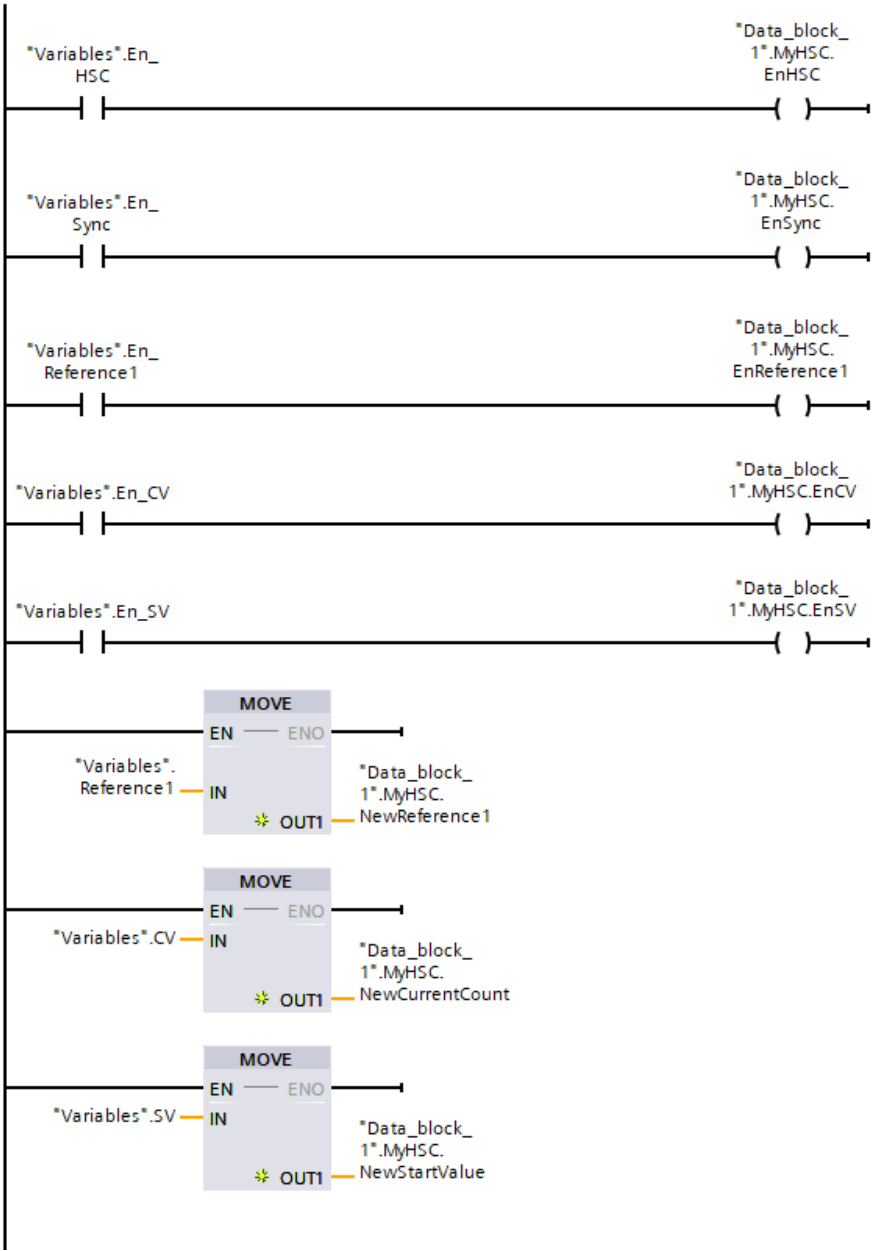 "Variables".En_
HSC
"Data_block_
1".MyHSC.
EnHSC
"Variables".En_
Sync
"Data_block_
1".MyHSC.
EnSync
"Variables".En_
Reference1
"Data_block_
1".MyHSC.
EnReference1
"Variables".En_CV
"Data_block_
1".MyHSC.EnCV
"Variables".En_SV
"Data_block_
1".MyHSC.EnSV
MOVE
EN ENO
"Variables".
Reference1
IN
"Data_block_
1".MyHSC.
NewReference1
OUT1
MOVE
EN ENO
"Variables".CV
IN
"Data_block_
1".MyHSC.
NewCurrentCount
OUT1
MOVE
EN ENO
"Variables".SV
IN
"Data_block_
1".MyHSC.
NewStartValue
OUT1